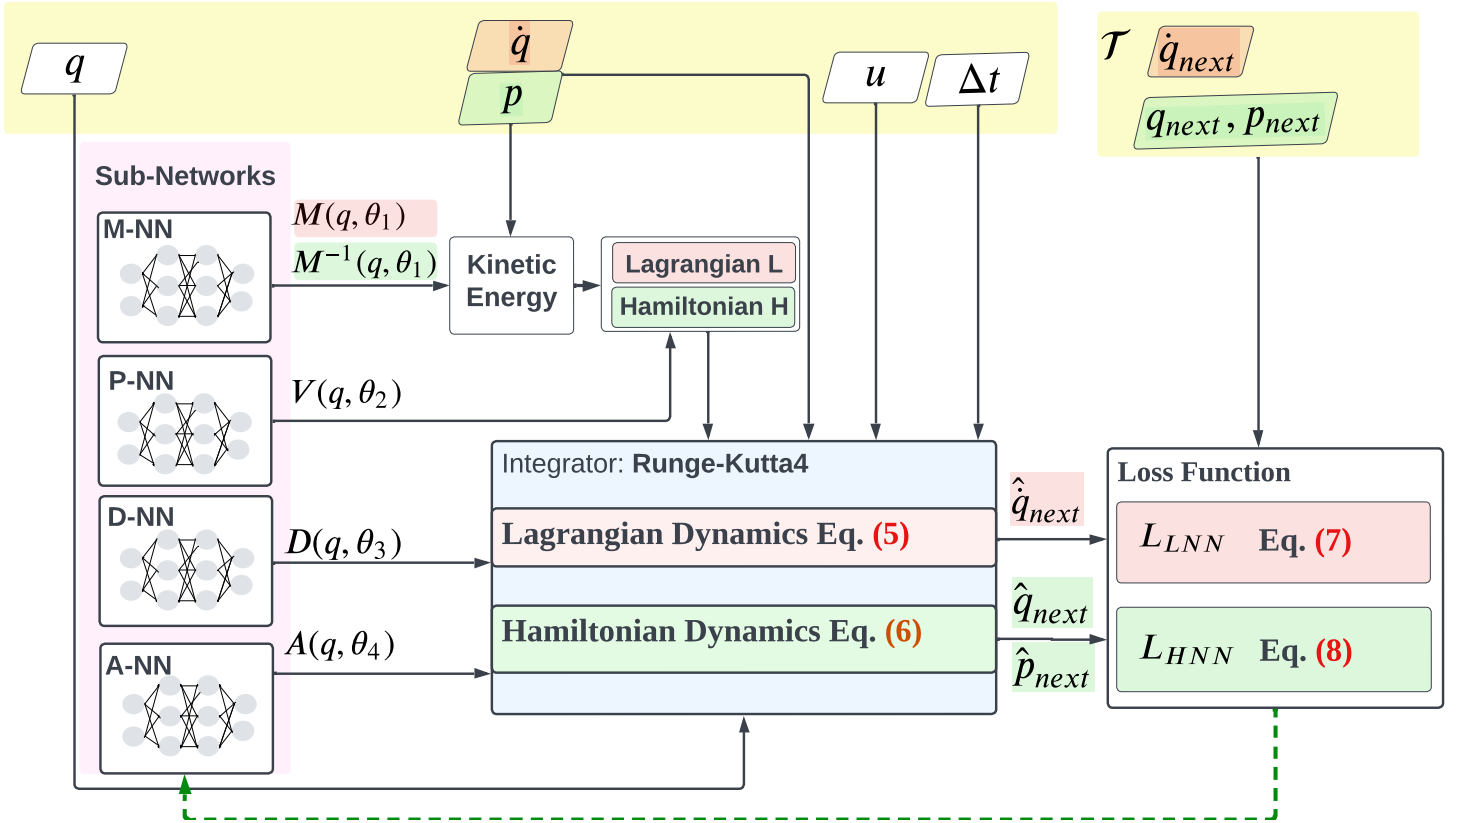 q
q̇
p
u
Δt
𝒯
q̇next
qnext , pnext
Sub-Networks
M-NN
M(q, θ1)
M−1(q, θ1)
Kinetic
Energy
Lagrangian L
Hamiltonian H
P-NN
V(q, θ2)
Integrator: Runge-Kutta4
Lagrangian Dynamics Eq. (5)
Hamiltonian Dynamics Eq. (6)
D-NN
D(q, θ3)
A-NN
A(q, θ4)
q̇̂next
q̂next
p̂next
Loss Function
LLNN Eq. (7)
LHNN Eq. (8)